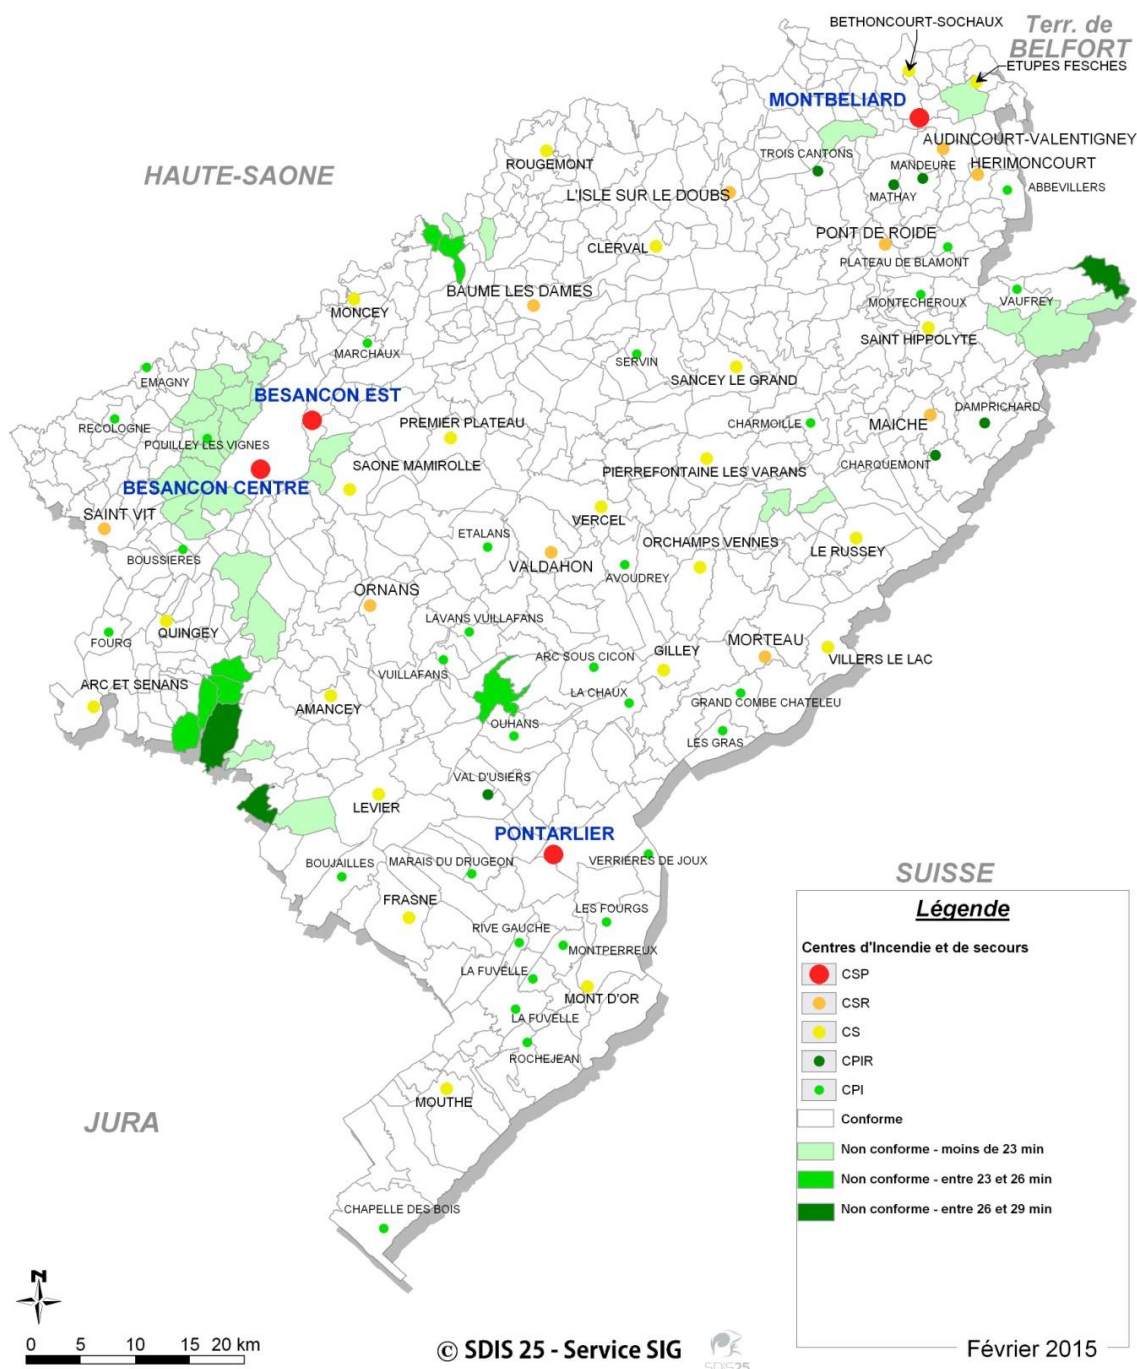 BETHONCOURT-SOCHAUX
Terr. de
BELFORT
ETUPES FESCHES
MONTBELIARD
AUDINCOURT-VALENTIGNEY
HAUTE-SAONE
ROUGEMONT
TROIS CANTONS
MANDEURE
HERIMONCOURT
L'ISLE SUR LE DOUBS
MATHAY
ABBEVILLERS
CLERVAL
PONT DE ROIDE
PLATEAU DE BLAMONT
BAUME LES DAMES
MONCEY
MONTECHEROUX
VAUFREY
MARCHAUX
SERVIN
SAINT HIPPOLYTE
EMAGNY
SANCEY LE GRAND
BESANCON EST
RECOLOGNE
PREMIER PLATEAU
CHARMOILLE
MAICHE
DAMPRICHARD
POUILLEY LES VIGNES
SAONE MAMIROLLE
PIERREFONTAINE LES VARANS
CHARQUEMONT
BESANCON CENTRE
SAINT VIT
VERCEL
ETALANS
ORCHAMPS VENNES
LE RUSSEY
BOUSSIERES
VALDAHON
AVOUDREY
ORNANS
LAVANS VUILLAFANS
FOURG
QUINGEY
MORTEAU
GILLEY
ARC SOUS CICON
VILLERS LE LAC
VUILLAFANS
ARC ET SENANS
LA CHAUX
GRAND COMBE CHATELEU
AMANCEY
OUHANS
LES GRAS
VAL D'USIERS
LEVIER
PONTARLIER
BOUJAILLES
MARAIS DU DRUGEON
VERRIERES DE JOUX
SUISSE
FRASNE
LES FOURGS
RIVE GAUCHE
MONTPERREUX
LA FUVELLE
MONT D'OR
LA FUVELLE
ROCHEJEAN
MOUTHE
JURA
CHAPELLE DES BOIS
Légende
Centres d'Incendie et de secours
CSP
CSR
CS
CPIR
CPI
Conforme
Non conforme - moins de 23 min
Non conforme - entre 23 et 26 min
Non conforme - entre 26 et 29 min
N
0 5 10 15 20 km
© SDIS 25 - Service SIG
SDIS25
Février 2015